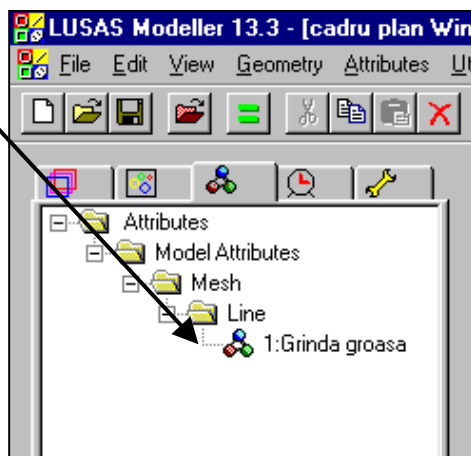 LUSAS Modeller 13.3 - [cadru plan Win
File Edit View Geometry Attributes Ut
Attributes
Model Attributes
Mesh
Line
1:Grinda groasa